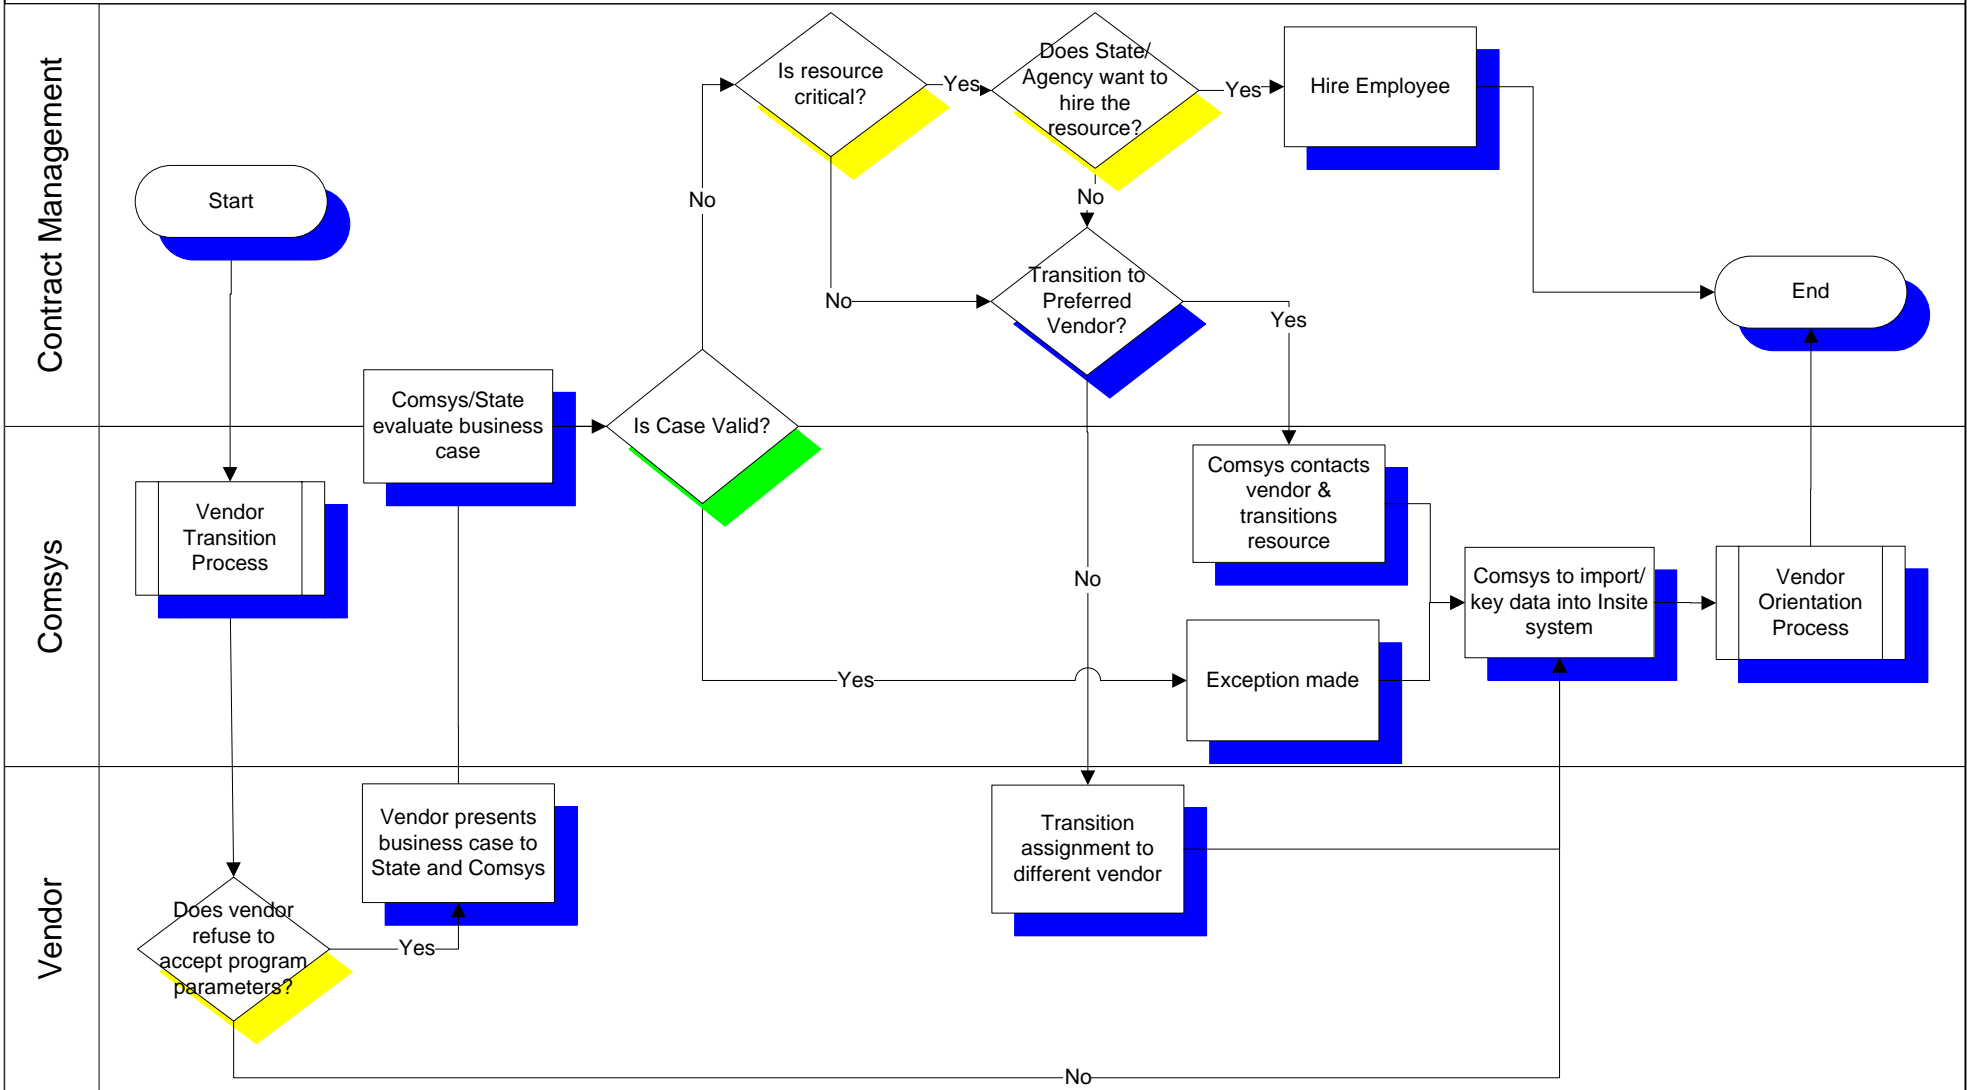 Contract Management
Start
Is resource
critical?
Yes
Does State/
Agency want to
hire the
resource?
Yes
Hire Employee
No
No
No
Transition to
Preferred
Vendor?
Yes
End
Comsys/State
evaluate business
case
Is Case Valid?
Comsys
Vendor
Transition
Process
Comsys contacts
vendor &
transitions
resource
No
Comsys to import/
key data into Insite
system
Vendor
Orientation
Process
Yes
Exception made
Vendor
Vendor presents
business case to
State and Comsys
Transition
assignment to
different vendor
Does vendor
refuse to
accept program
parameters?
Yes
No